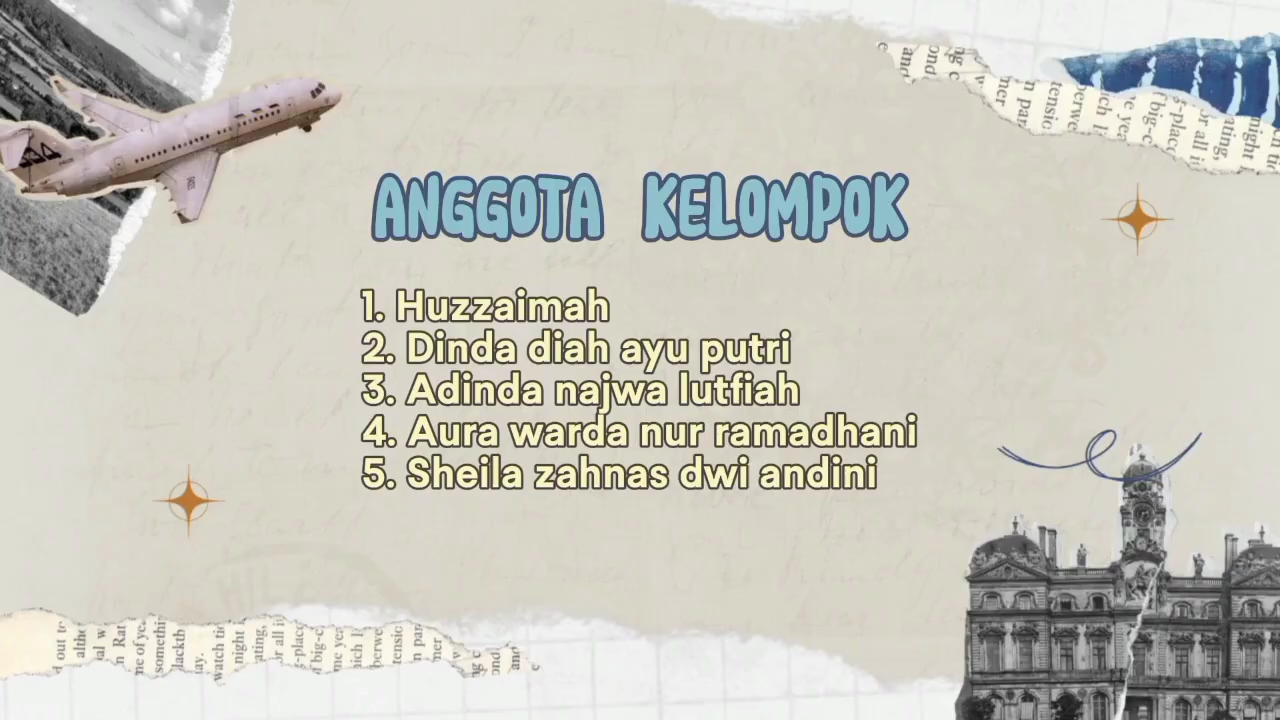 ANGGOTA KELOMPOK
1. Huzzaimah
2. Dinda diah ayu putri
3. Adinda najwa lutfiah
4. Aura warda nur ramadhani
5. Sheila zahnas dwi andini